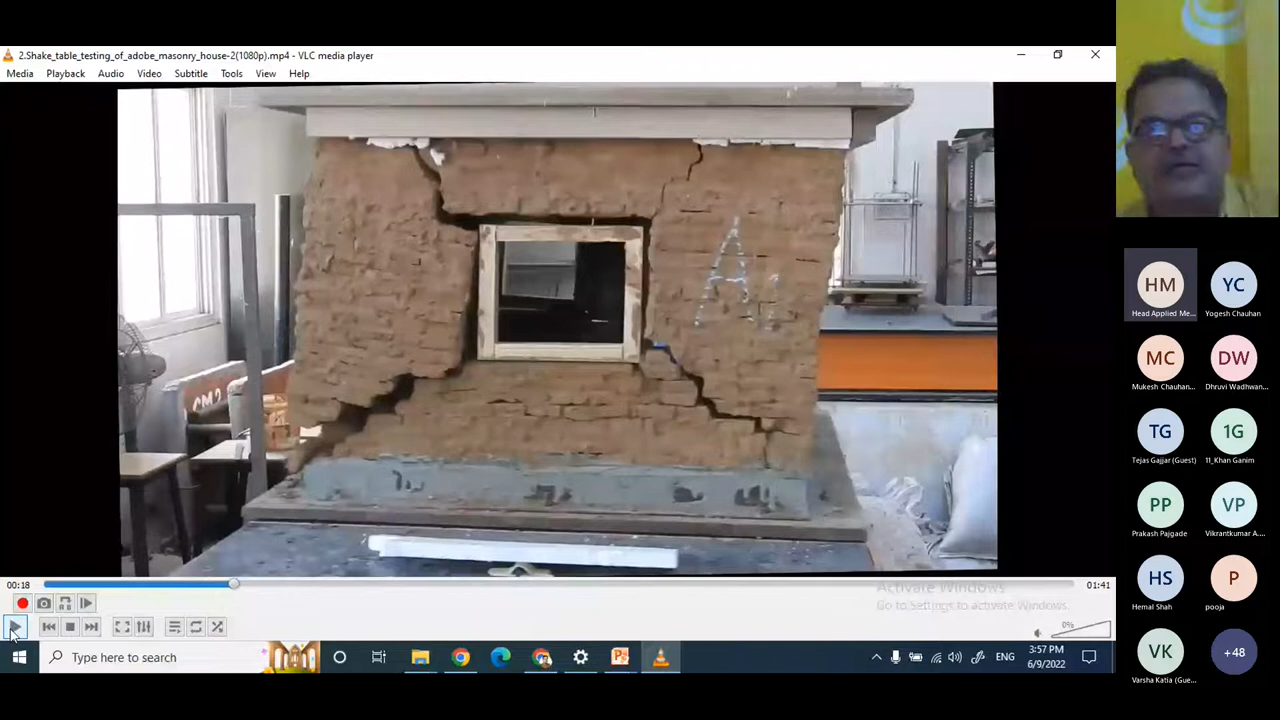 2.Shake_table_testing_of_adobe_masonry_house-2(1080p).mp4 - VLC media player
Media Playback Audio Video Subtitle Tools View Help
A1
CM2
00:18
01:41
Activate Windows
Go to Settings to activate Windows.
0%
Type here to search
ENG
3:57 PM
6/9/2022
HM
Head Applied Me...
YC
Yogesh Chauhan
MC
Mukesh Chauhan...
DW
Dhruvi Wadhwan...
TG
Tejas Gajjar (Guest)
1G
11_Khan Ganim
PP
Prakash Pajgade
VP
Vikrantkumar A....
HS
Hemal Shah
P
pooja
VK
Varsha Katia (Gue...
+48